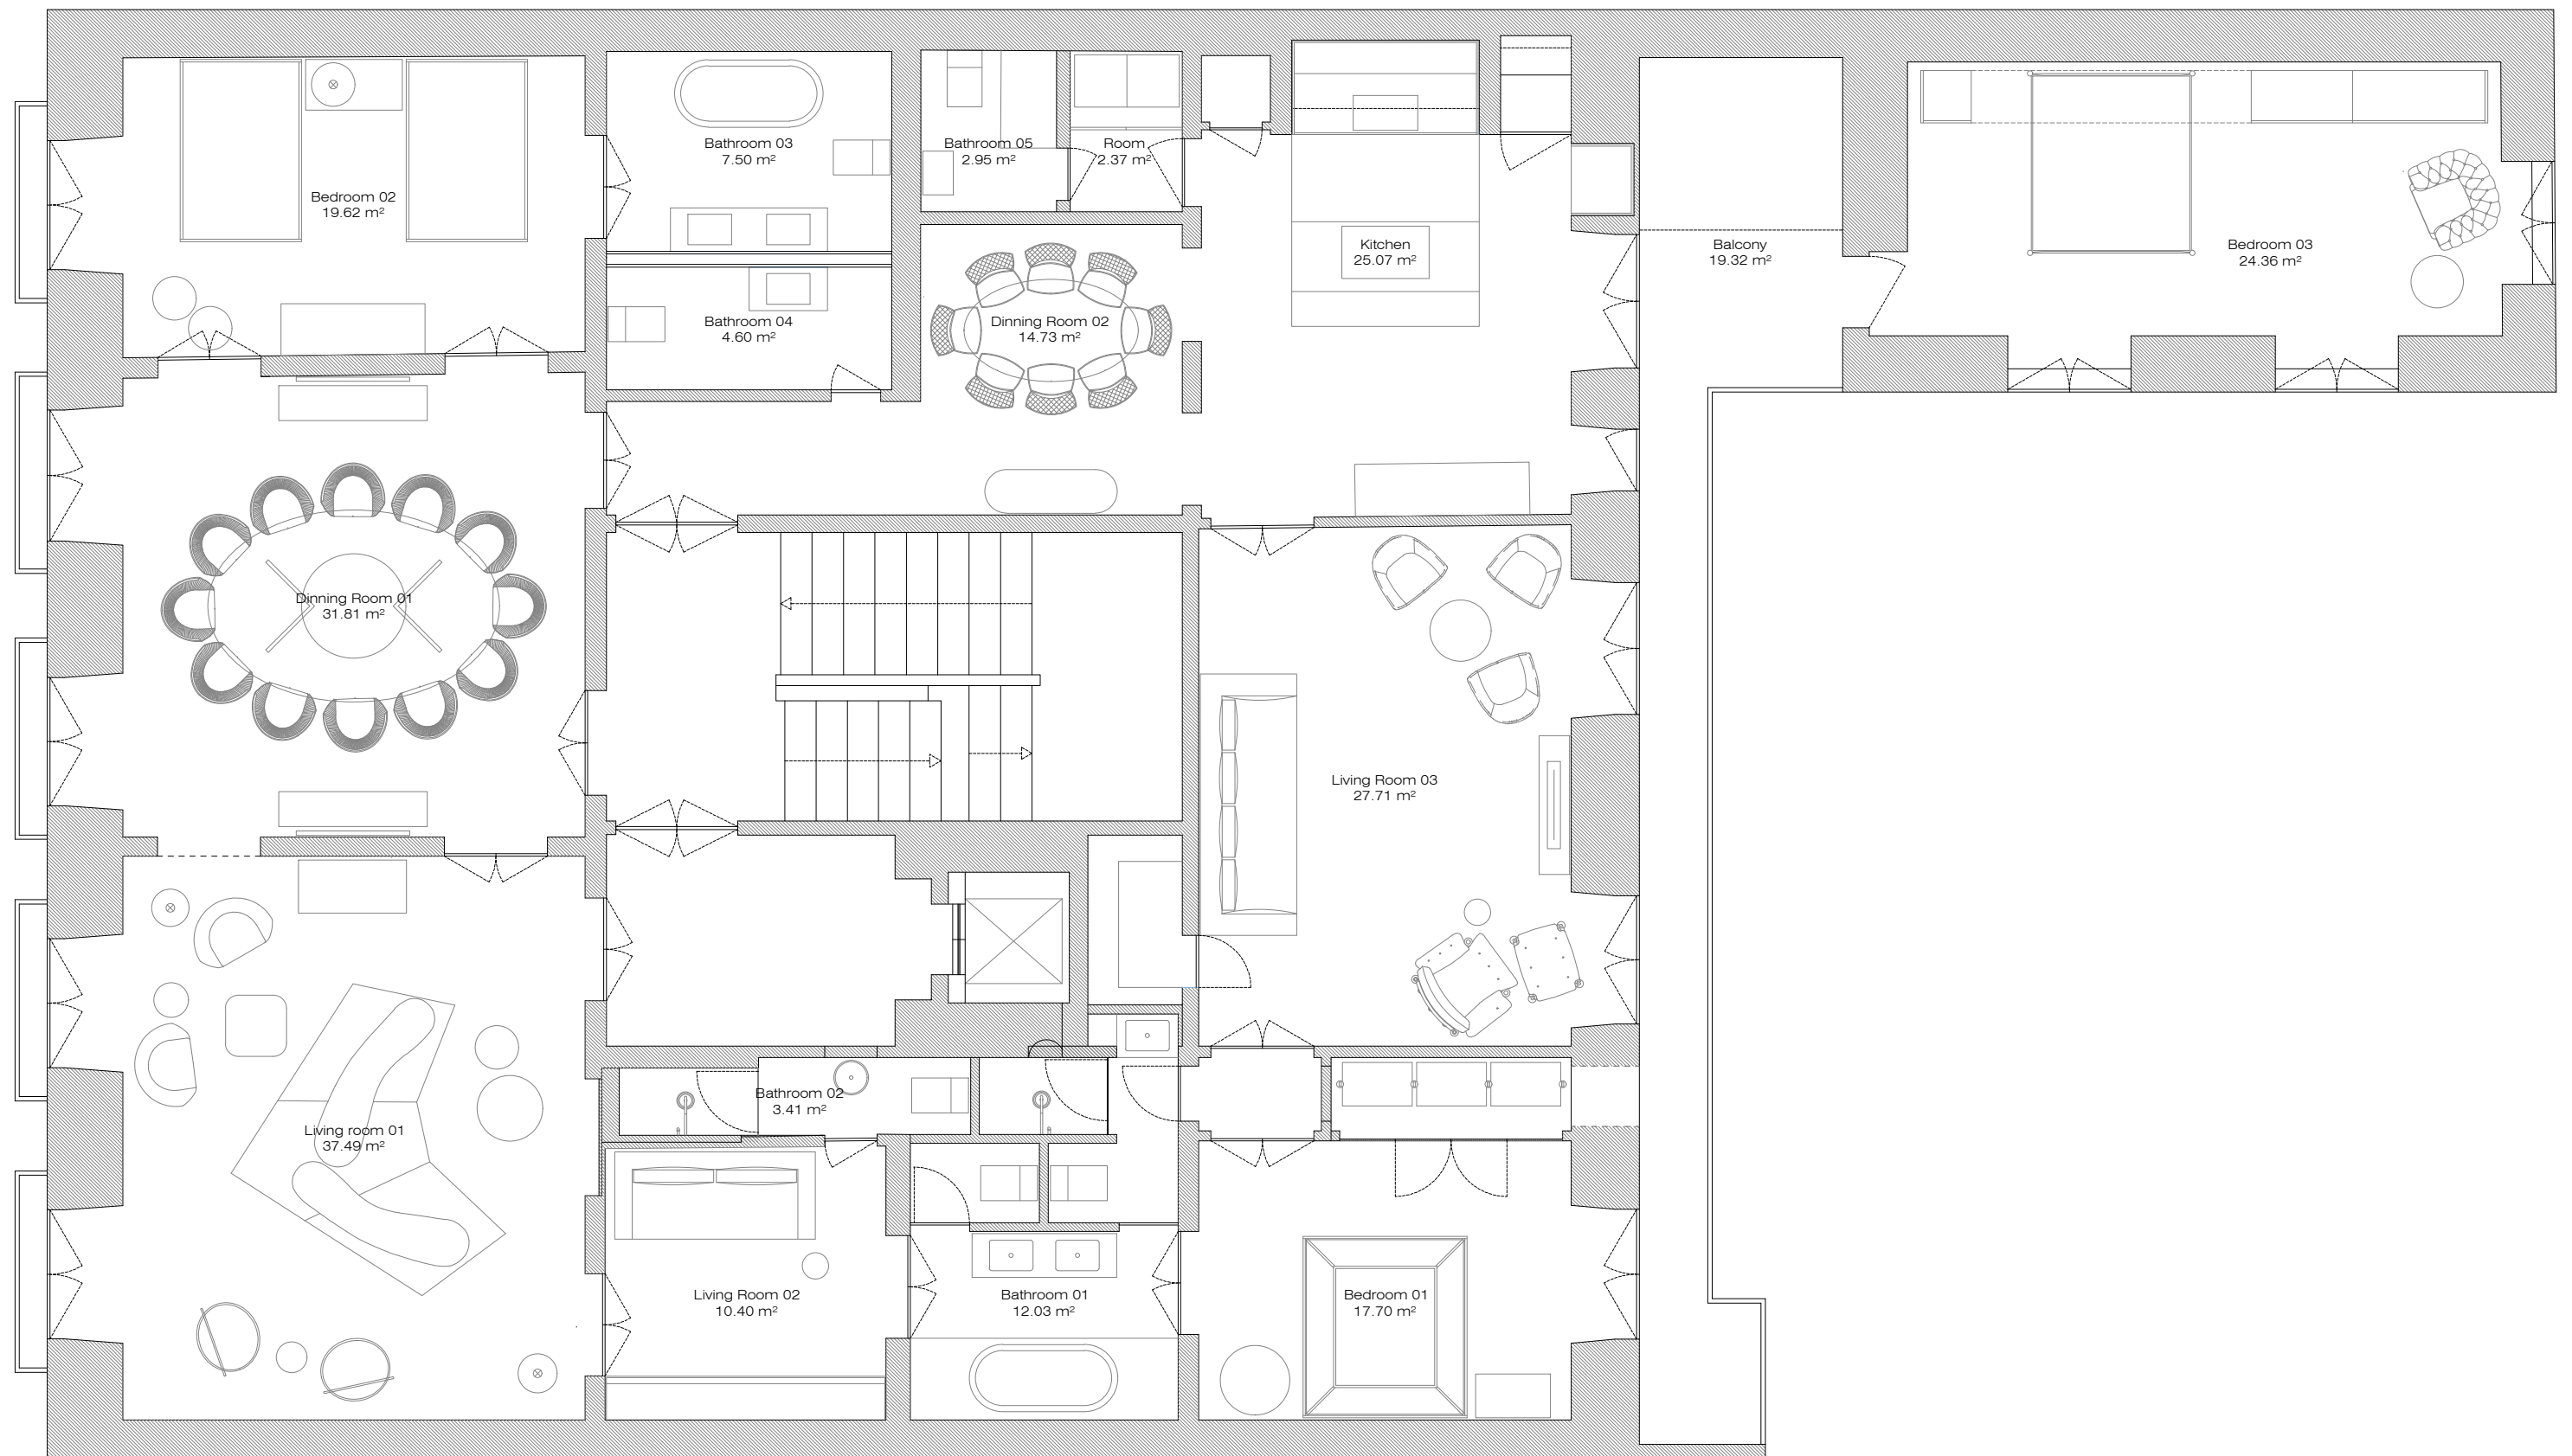 Bathroom 03
7.50 m²
Bathroom 05
2.95 m²
Room
2.37 m²
Bedroom 02
19.62 m²
Kitchen
25.07 m²
Balcony
19.32 m²
Bedroom 03
24.36 m²
Bathroom 04
4.60 m²
Dinning Room 02
14.73 m²
Dinning Room 01
31.81 m²
Living Room 03
27.71 m²
Bathroom 02
3.41 m²
Living room 01
37.49 m²
Living Room 02
10.40 m²
Bathroom 01
12.03 m²
Bedroom 01
17.70 m²